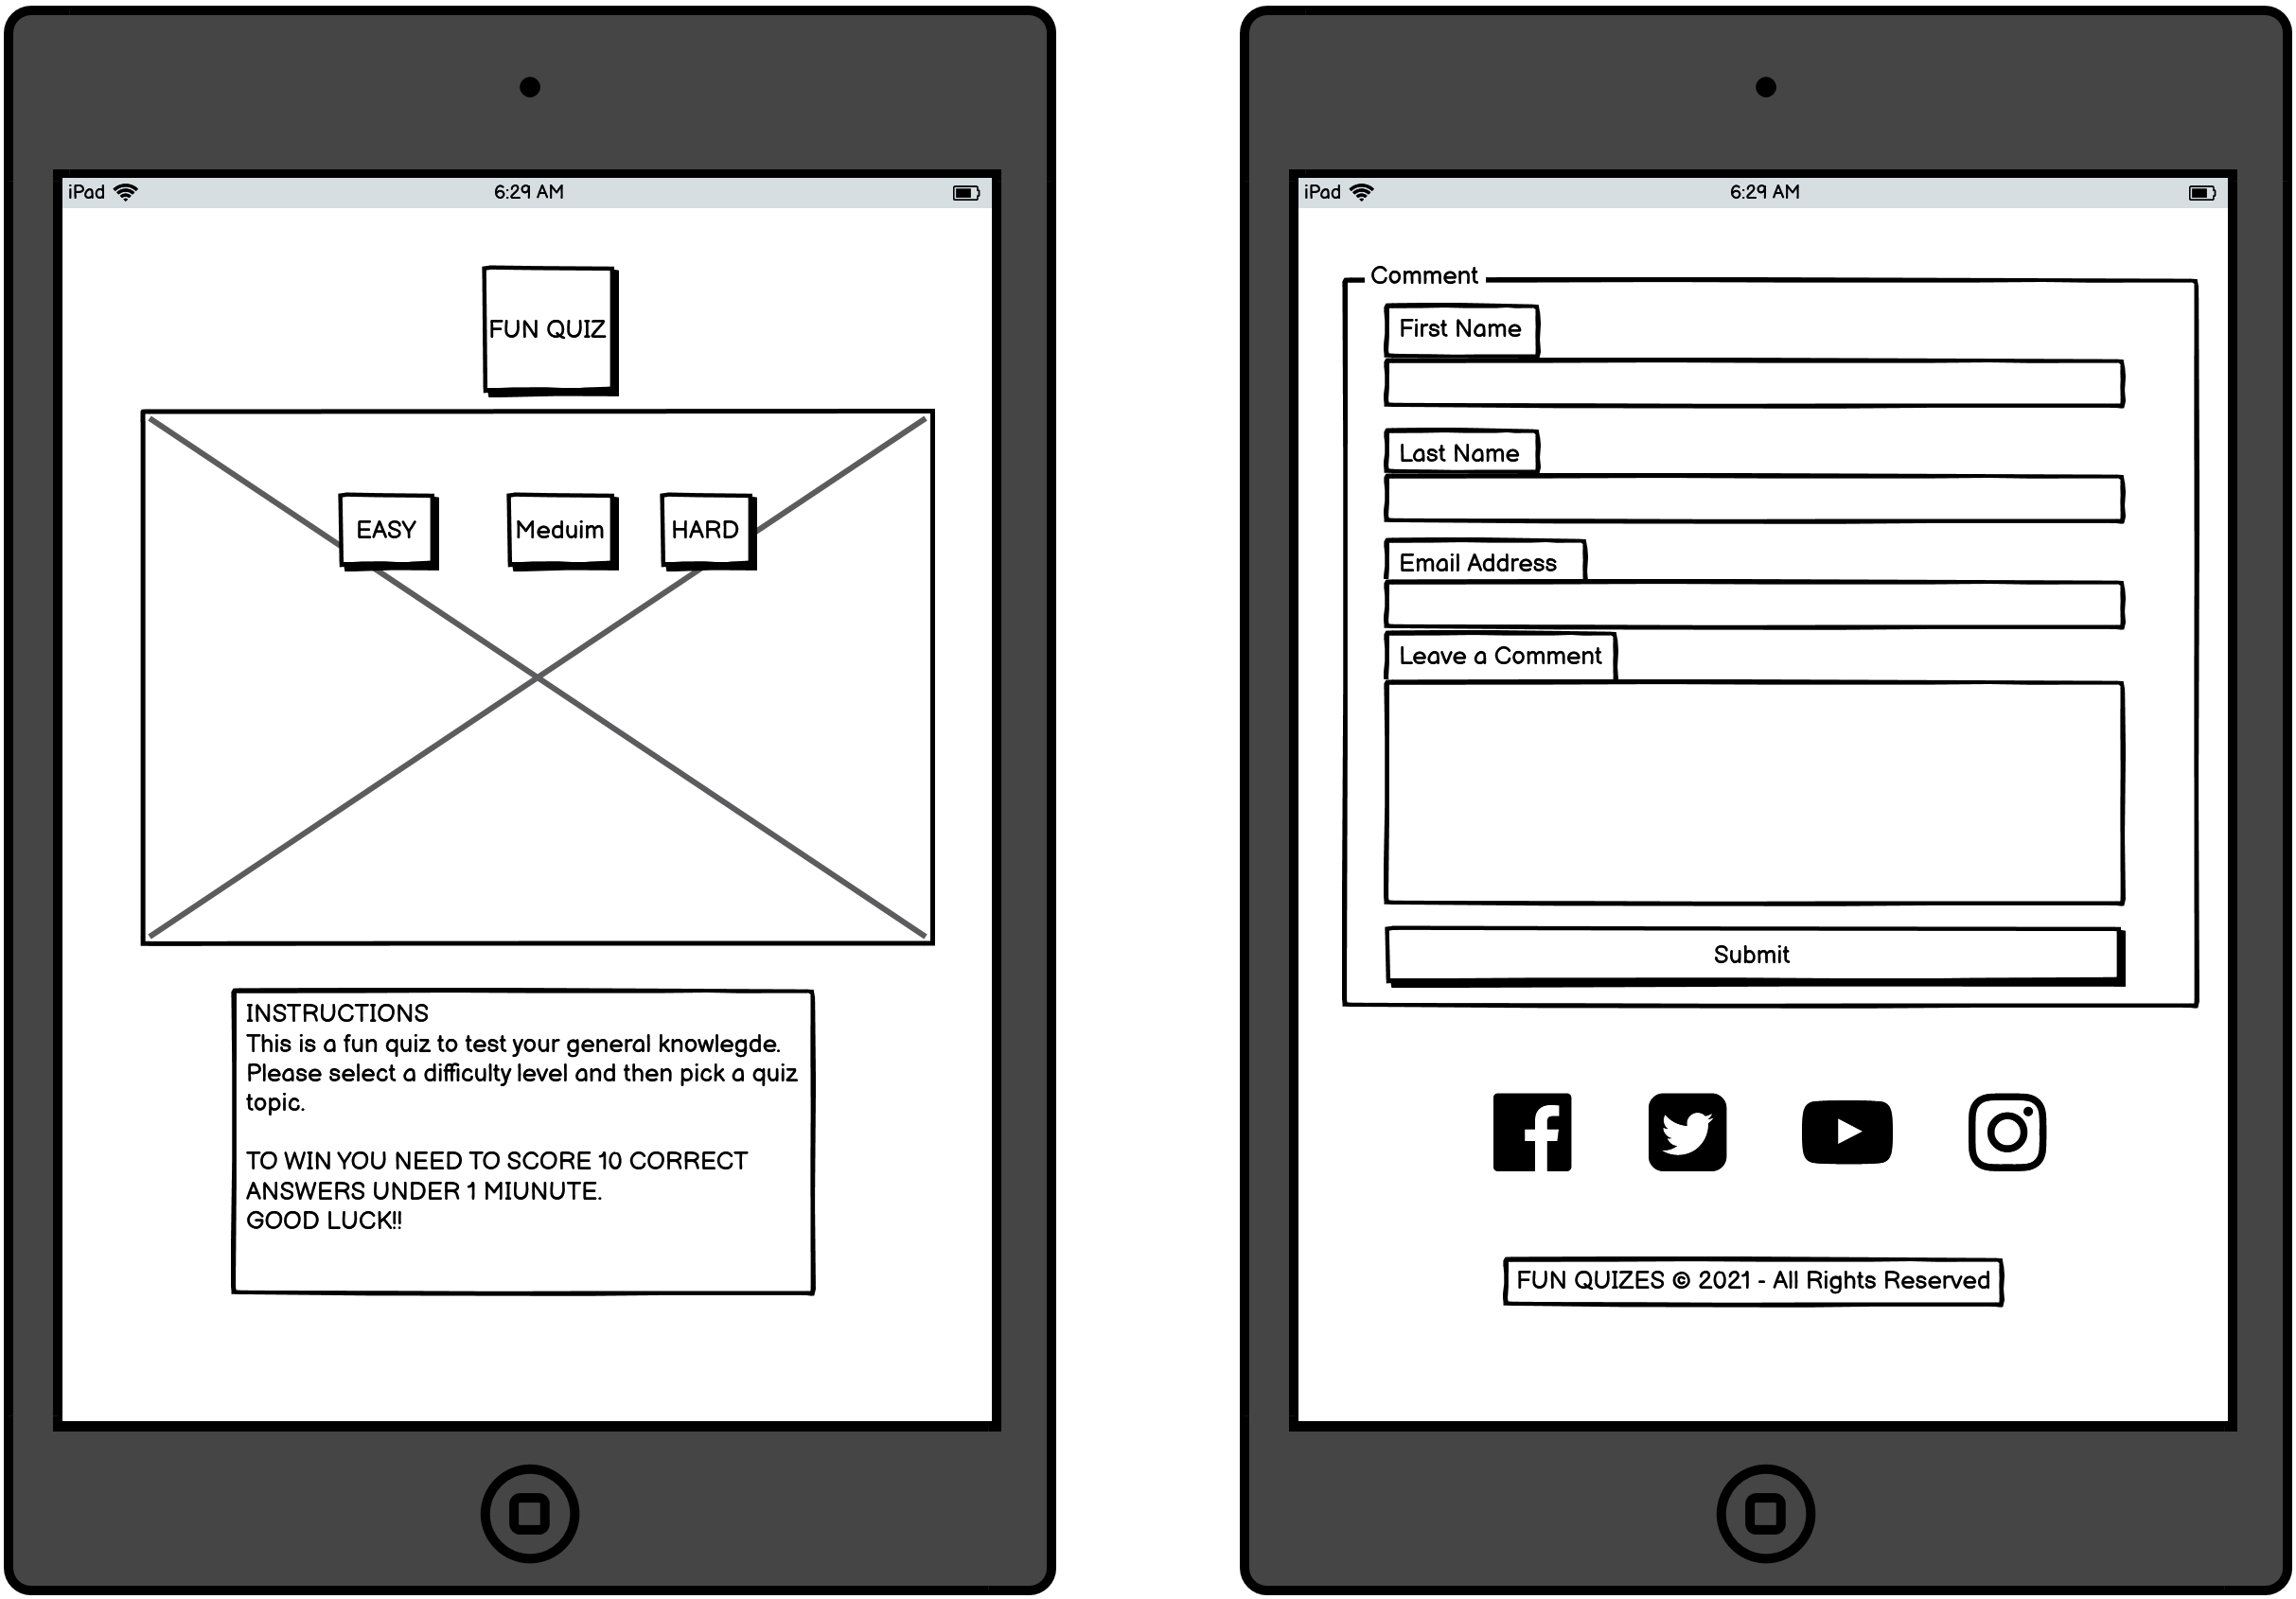 iPad
6:29 AM
FUN QUIZ
EASY
Meduim
HARD
INSTRUCTIONS
This is a fun quiz to test your general knowlegde.
Please select a difficulty level and then pick a quiz
topic.
TO WIN YOU NEED TO SCORE 10 CORRECT
ANSWERS UNDER 1 MIUNUTE.
GOOD LUCK!!
iPad
6:29 AM
Comment
First Name
Last Name
Email Address
Leave a Comment
Submit
FUN QUIZES © 2021 - All Rights Reserved